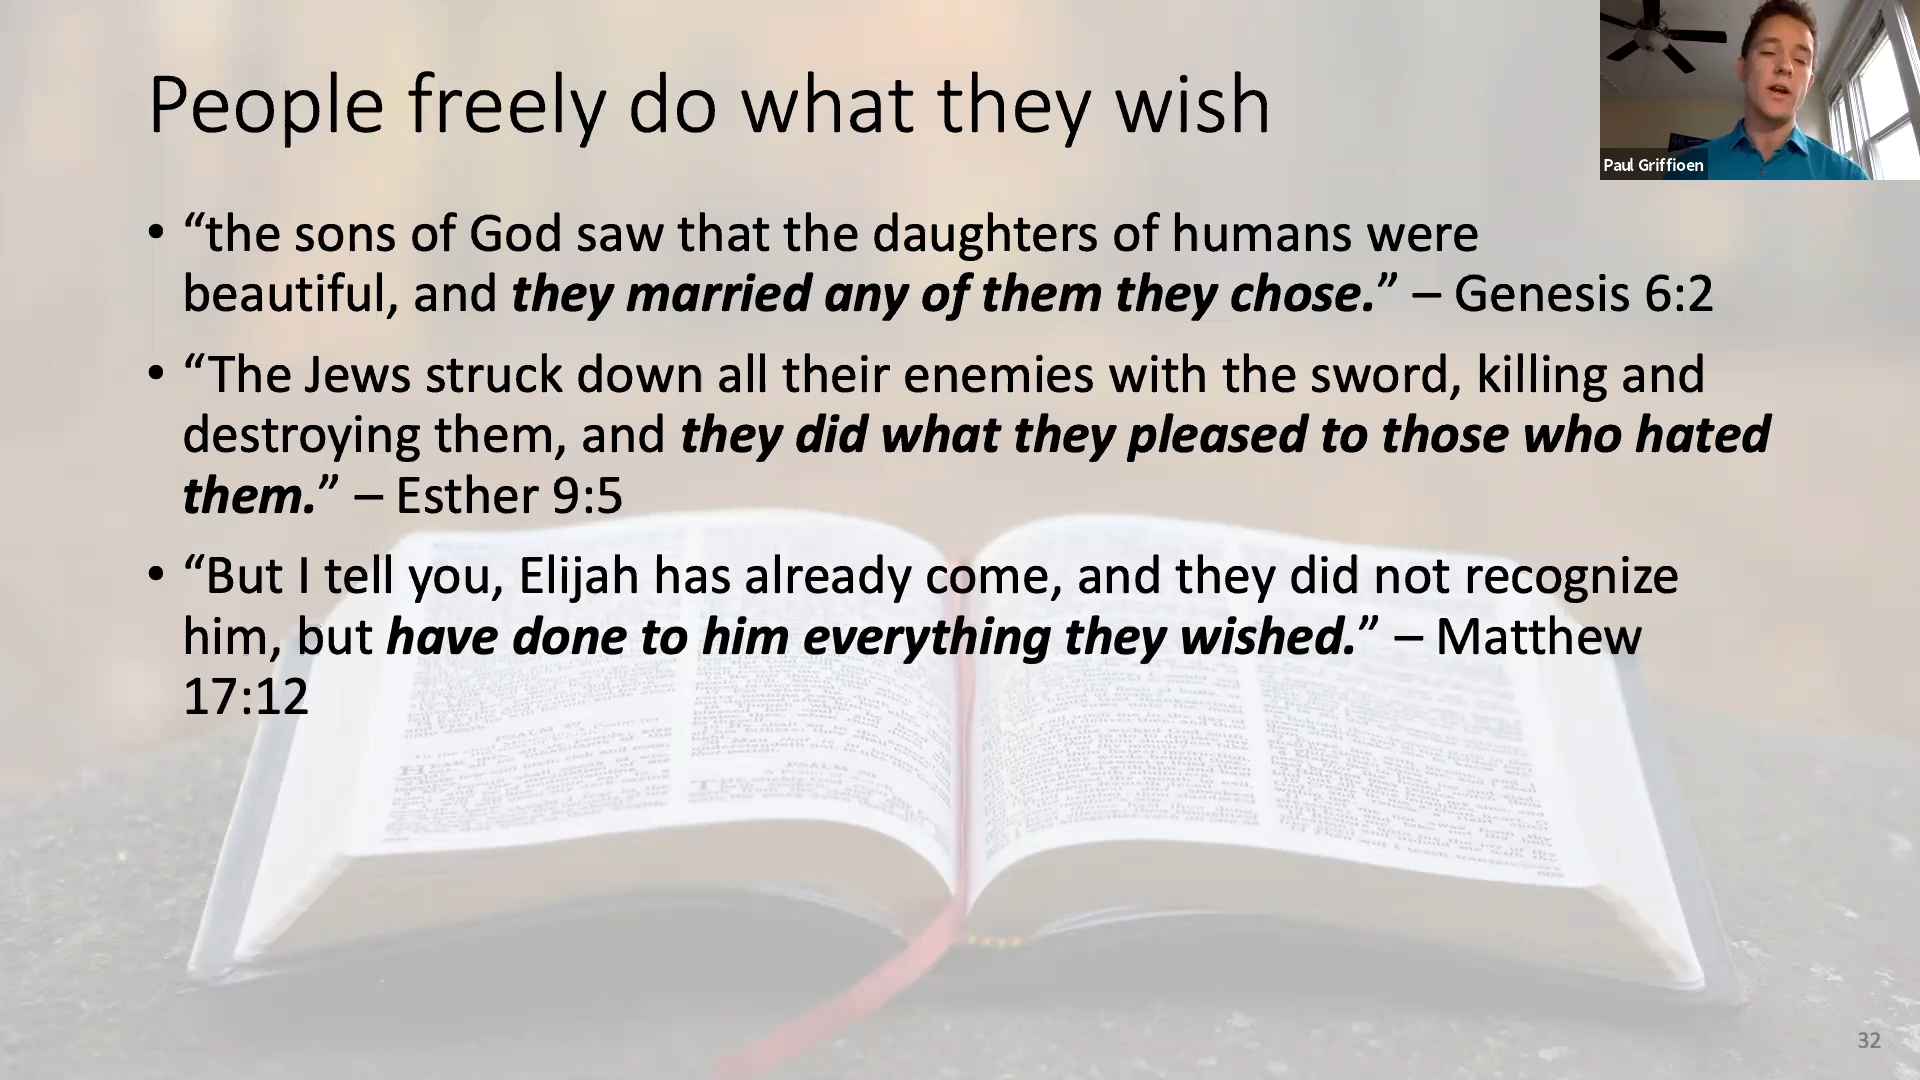 People freely do what they wish
Paul Griffioen
• “the sons of God saw that the daughters of humans were
beautiful, and they married any of them they chose.” – Genesis 6:2
• “The Jews struck down all their enemies with the sword, killing and
destroying them, and they did what they pleased to those who hated
them.” – Esther 9:5
• “But I tell you, Elijah has already come, and they did not recognize
him, but have done to him everything they wished.” – Matthew
17:12
32